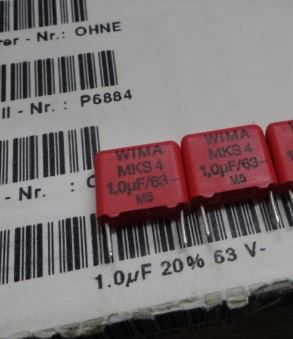 rer - Nr.: OHNE
ll - Nr. : P6884
- Nr. :
WIMA
MKS 4
1,0µF/63-
M5
WIMA
MKS 4
1,0µF/63-
M5
1.0µF 20% 63 V-